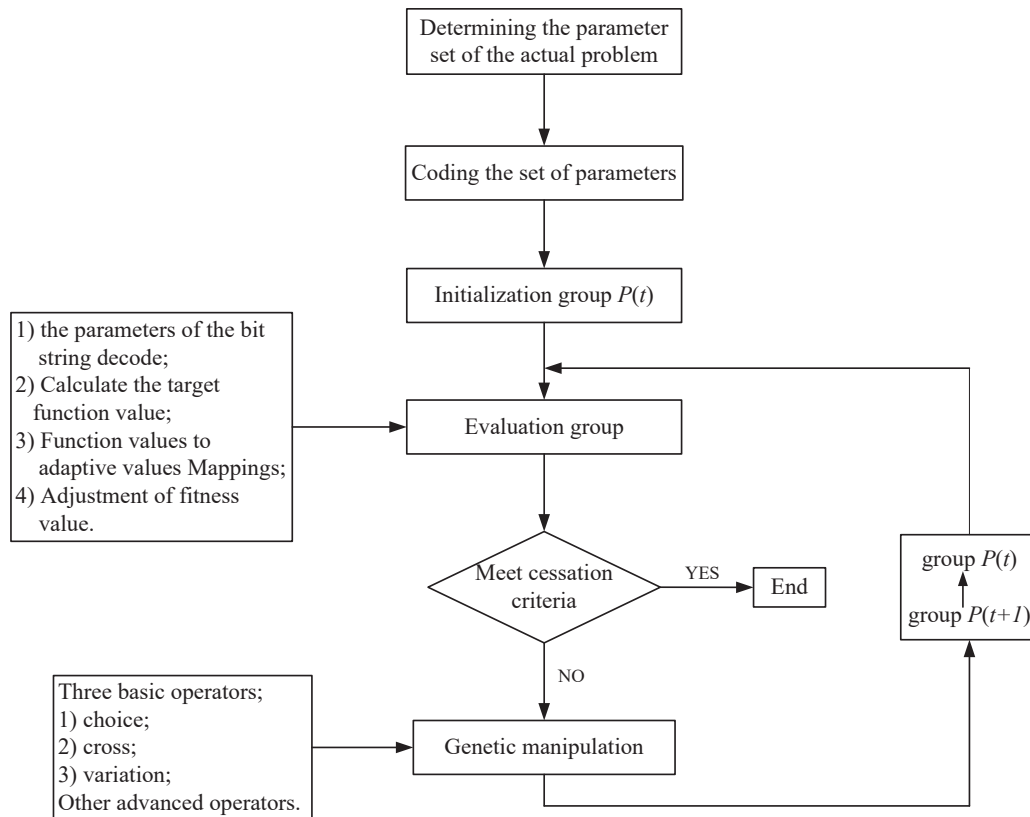 Determining the parameter
set of the actual problem
Coding the set of parameters
Initialization group P(t)
1) the parameters of the bit
string decode;
2) Calculate the target
function value;
3) Function values to
adaptive values Mappings;
4) Adjustment of fitness
value.
Evaluation group
Meet cessation
criteria
YES
End
group P(t)
group P(t+1)
NO
Three basic operators;
1) choice;
2) cross;
3) variation;
Other advanced operators.
Genetic manipulation